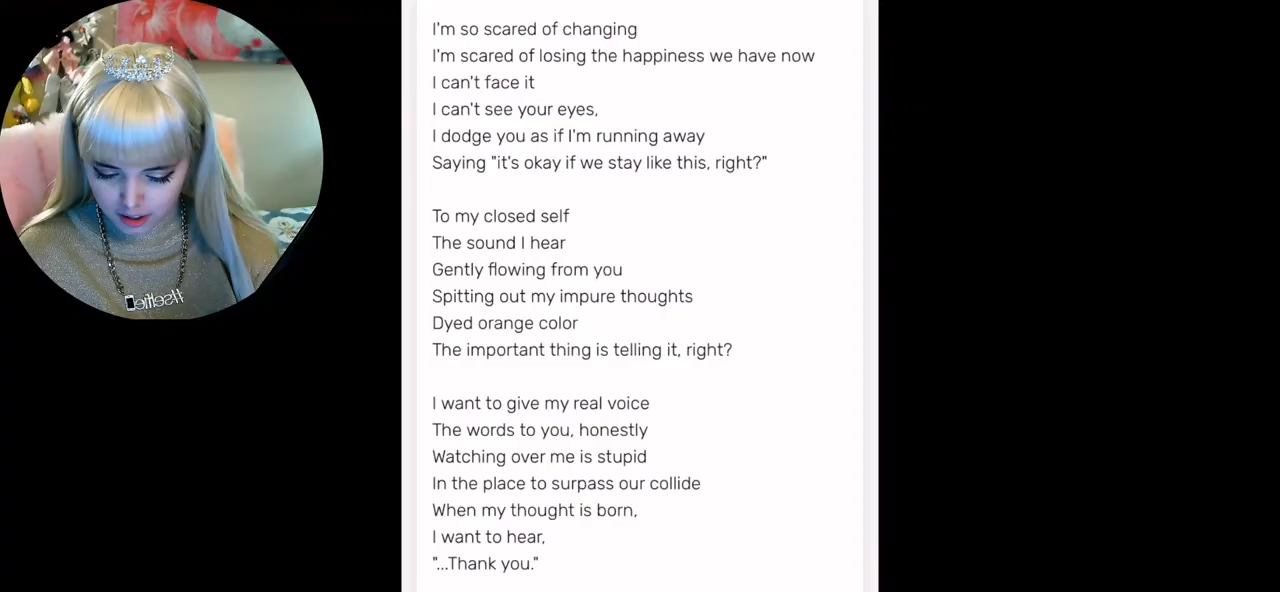 I'm so scared of changing
I'm scared of losing the happiness we have now
I can't face it
I can't see your eyes,
I dodge you as if I'm running away
Saying "it's okay if we stay like this, right?"
To my closed self
The sound I hear
Gently flowing from you
Spitting out my impure thoughts
Dyed orange color
The important thing is telling it, right?
I want to give my real voice
The words to you, honestly
Watching over me is stupid
In the place to surpass our collide
When my thought is born,
I want to hear,
"...Thank you."
#selfie